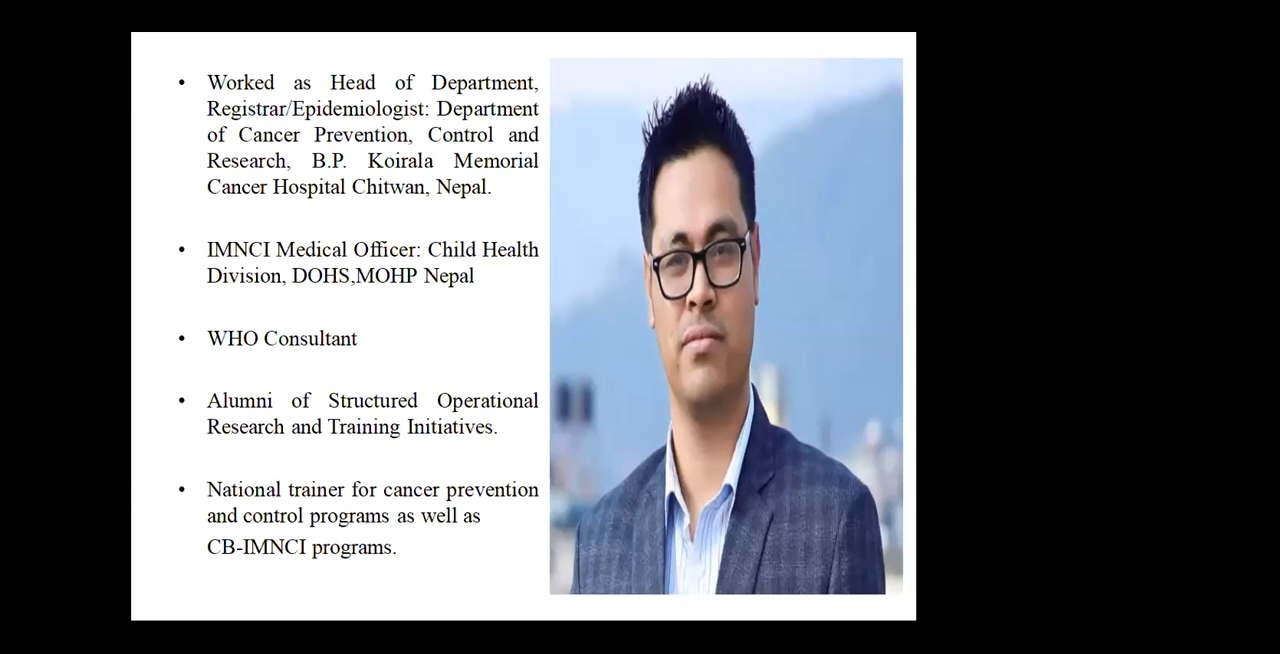 • Worked as Head of Department,
Registrar/Epidemiologist: Department
of Cancer Prevention, Control and
Research, B.P. Koirala Memorial
Cancer Hospital Chitwan, Nepal.
• IMNCI Medical Officer: Child Health
Division, DOHS,MOHP Nepal
• WHO Consultant
• Alumni of Structured Operational
Research and Training Initiatives.
• National trainer for cancer prevention
and control programs as well as
CB-IMNCI programs.